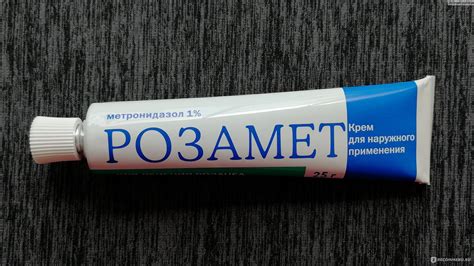 метронидазол 1%
РОЗАМЕТ
Крем
для наружного
применения
25 г